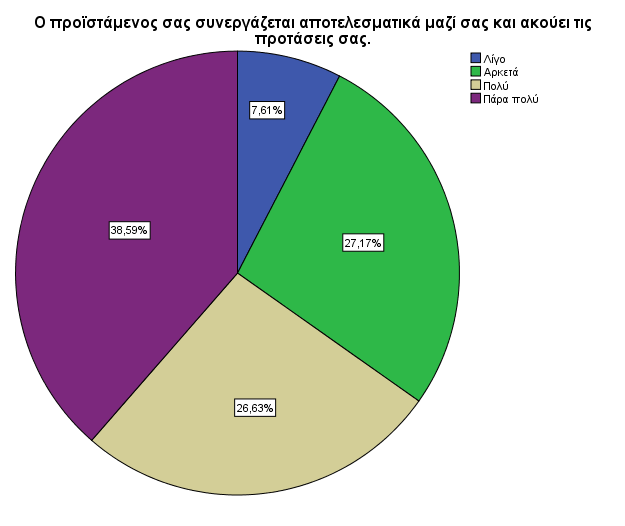 Ο προϊστάμενος σας συνεργάζεται αποτελεσματικά μαζί σας και ακούει τις
προτάσεις σας.
Λίγο
Αρκετά
Πολύ
Πάρα πολύ
7,61%
27,17%
38,59%
26,63%